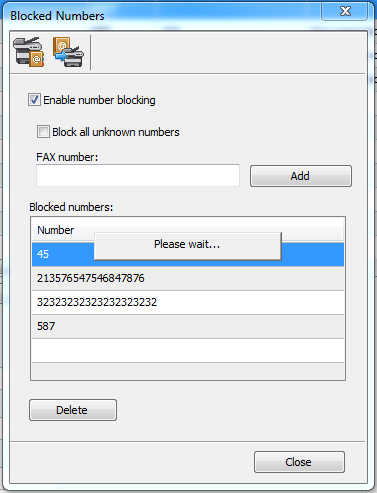 Blocked Numbers
Enable number blocking
Block all unknown numbers
FAX number:
Add
Blocked numbers:
Number
Please wait...
45
213576547546847876
32323232323232323232
587
Delete
Close